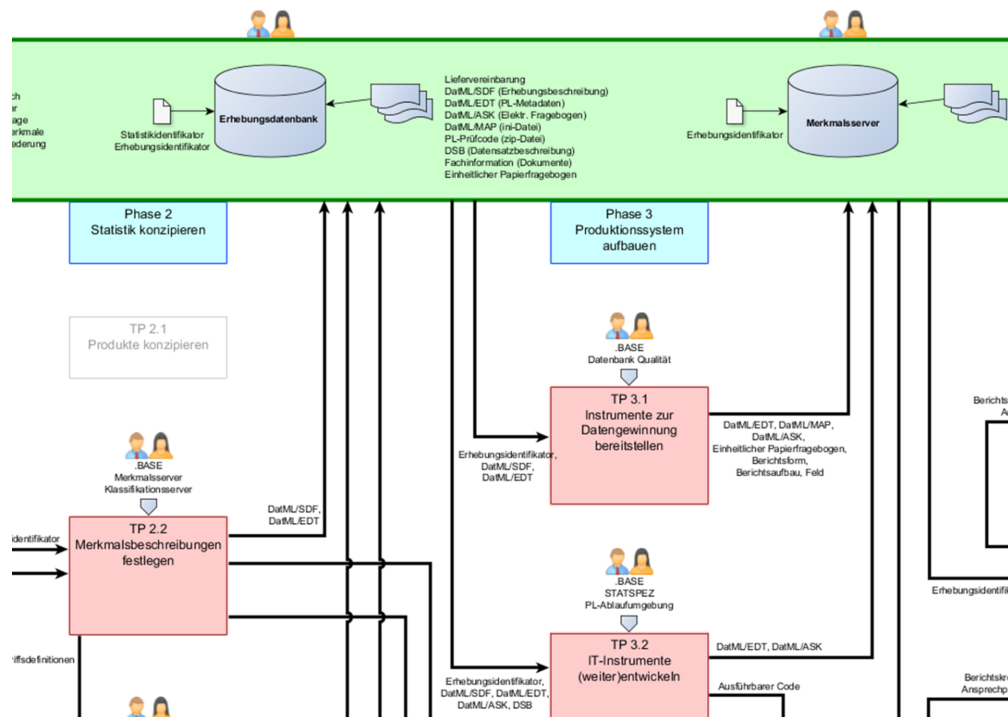 Erhebungsdatenbank
Statistikidentifikator
Erhebungsidentifikator
Liefervereinbarung
DatML/SDF (Erhebungsbeschreibung)
DatML/EDT (PL-Metadaten)
DatML/ASK (Elektr. Fragebogen)
DatML/MAP (ini-Datei)
PL-Prüfcode (zip-Datei)
DSB (Datensatzbeschreibung)
Fachinformation (Dokumente)
Einheitlicher Papierfragebogen
Erhebungsidentifikator
Merkmalsserver
Phase 2
Statistik konzipieren
Phase 3
Produktionssystem
aufbauen
TP 2.1
Produkte konzipieren
.BASE
Datenbank Qualität
TP 3.1
Instrumente zur
Datengewinnung
bereitstellen
DatML/EDT, DatML/MAP,
DatML/ASK,
Einheitlicher Papierfragebogen,
Berichtsform,
Berichtsaufbau, Feld
Erhebungsidentifikator,
DatML/SDF,
DatML/EDT
.BASE
Merkmalsserver
Klassifikationsserver
DatML/SDF,
DatML/EDT
TP 2.2
Merkmalsbeschreibungen
festlegen
.BASE
STATSPEZ
PL-Ablaufumgebung
TP 3.2
IT-Instrumente
(weiter)entwickeln
DatML/EDT, DatML/ASK
Ausführbarer Code
Erhebungsidentifikator,
DatML/SDF, DatML/EDT,
DatML/ASK, DSB